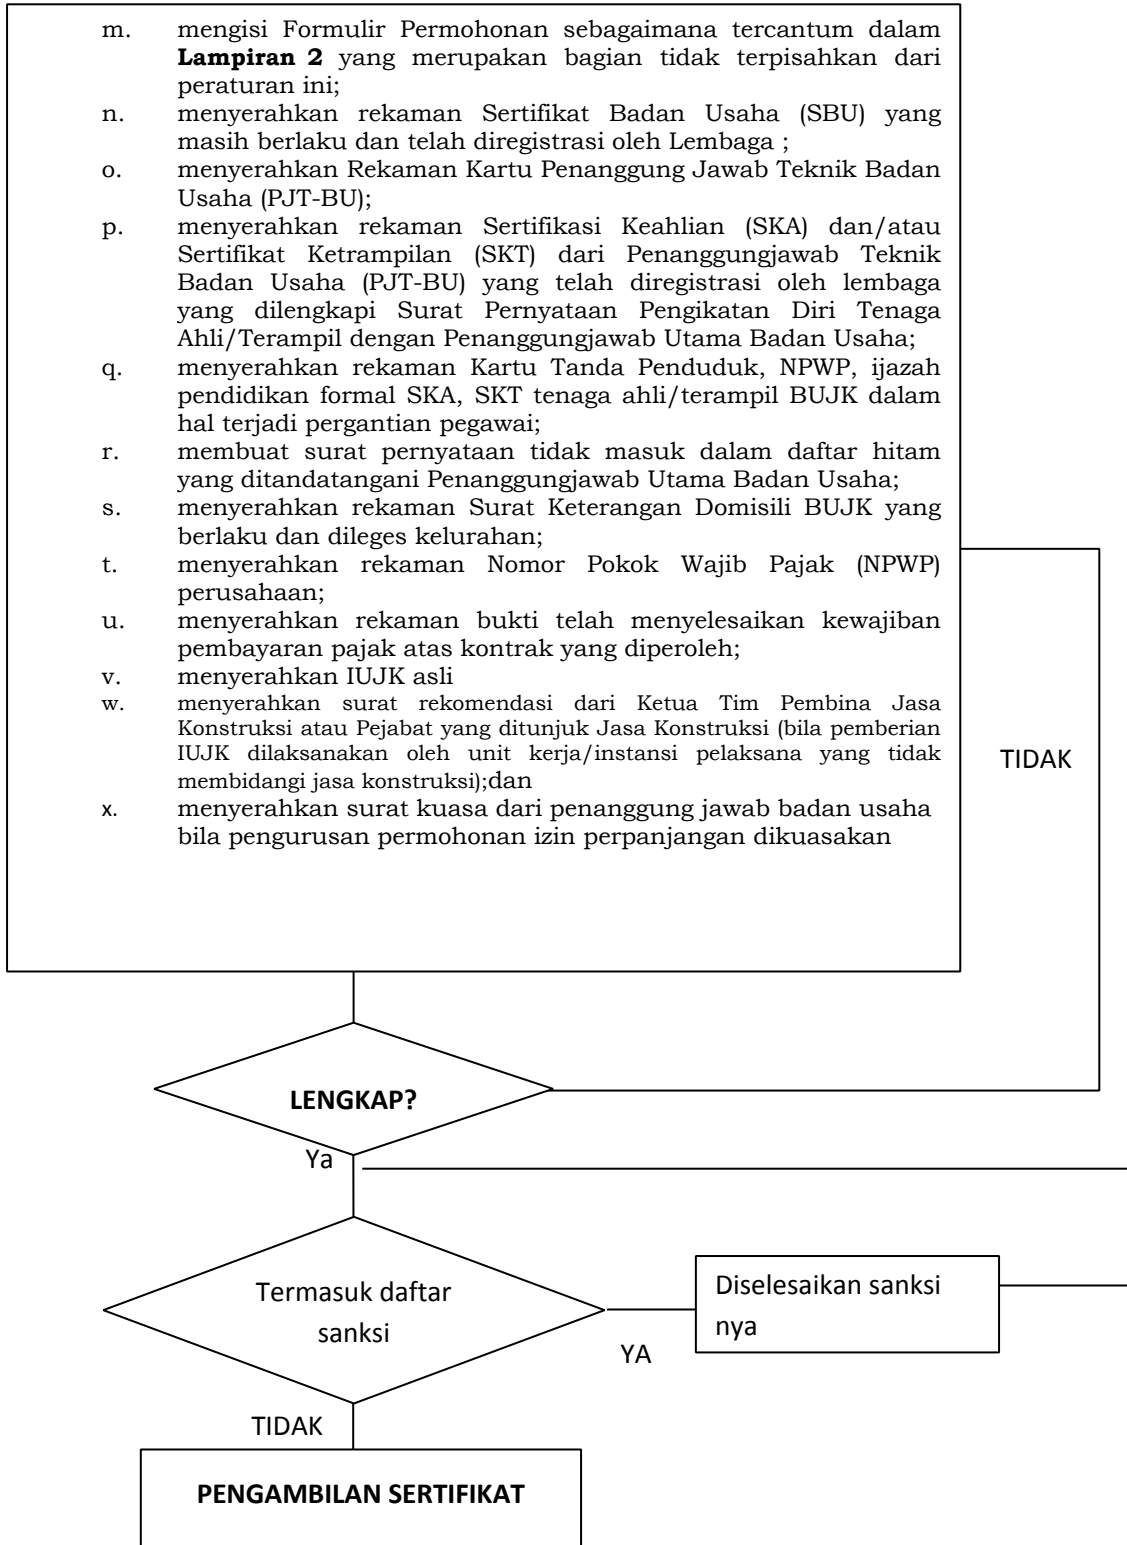 m. mengisi Formulir Permohonan sebagaimana tercantum dalam
Lampiran 2 yang merupakan bagian tidak terpisahkan dari
peraturan ini;
n. menyerahkan rekaman Sertifikat Badan Usaha (SBU) yang
masih berlaku dan telah diregistrasi oleh Lembaga ;
o. menyerahkan Rekaman Kartu Penanggung Jawab Teknik Badan
Usaha (PJT-BU);
p. menyerahkan rekaman Sertifikasi Keahlian (SKA) dan/atau
Sertifikat Ketrampilan (SKT) dari Penanggungjawab Teknik
Badan Usaha (PJT-BU) yang telah diregistrasi oleh lembaga
yang dilengkapi Surat Pernyataan Pengikatan Diri Tenaga
Ahli/Terampil dengan Penanggungjawab Utama Badan Usaha;
q. menyerahkan rekaman Kartu Tanda Penduduk, NPWP, ijazah
pendidikan formal SKA, SKT tenaga ahli/terampil BUJK dalam
hal terjadi pergantian pegawai;
r. membuat surat pernyataan tidak masuk dalam daftar hitam
yang ditandatangani Penanggungjawab Utama Badan Usaha;
s. menyerahkan rekaman Surat Keterangan Domisili BUJK yang
berlaku dan dileges kelurahan;
t. menyerahkan rekaman Nomor Pokok Wajib Pajak (NPWP)
perusahaan;
u. menyerahkan rekaman bukti telah menyelesaikan kewajiban
pembayaran pajak atas kontrak yang diperoleh;
v. menyerahkan IUJK asli
w. menyerahkan surat rekomendasi dari Ketua Tim Pembina Jasa
Konstruksi atau Pejabat yang ditunjuk Jasa Konstruksi (bila pemberian
IUJK dilaksanakan oleh unit kerja/instansi pelaksana yang tidak
membidangi jasa konstruksi);dan
x. menyerahkan surat kuasa dari penanggung jawab badan usaha
bila pengurusan permohonan izin perpanjangan dikuasakan
TIDAK
LENGKAP?
Ya
Termasuk daftar
sanksi
YA
Diselesaikan sanksi
nya
TIDAK
PENGAMBILAN SERTIFIKAT